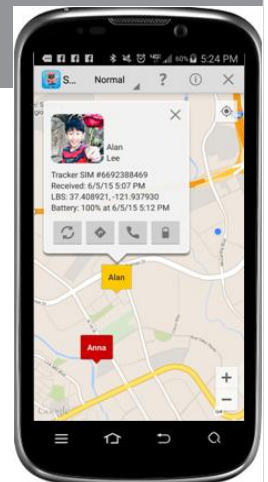 60% 5:24 PM
S... Normal
Alan
Lee
Tracker SIM #6692388469
Received: 6/5/15 5:07 PM
LBS: 37.408921, -121.937930
Battery: 100% at 6/5/15 5:12 PM
Alan
Anna
Google